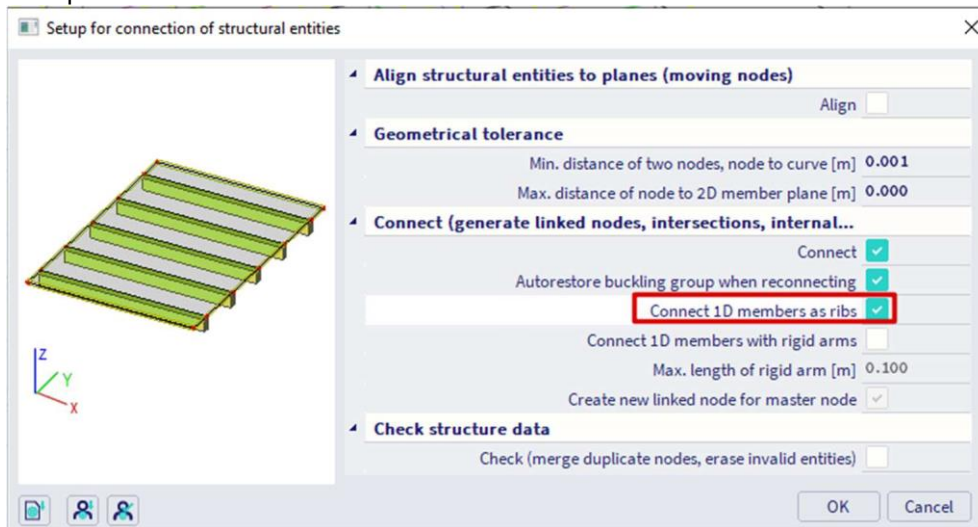 Setup for connection of structural entities
Align structural entities to planes (moving nodes)
Align
Geometrical tolerance
Min. distance of two nodes, node to curve [m] 0.001
Max. distance of node to 2D member plane [m] 0.000
Connect (generate linked nodes, intersections, internal...
Connect
Autorestore buckling group when reconnecting
Connect 1D members as ribs
Connect 1D members with rigid arms
Max. length of rigid arm [m] 0.100
Create new linked node for master node
Check structure data
Check (merge duplicate nodes, erase invalid entities)
Z
Y
X
OK Cancel